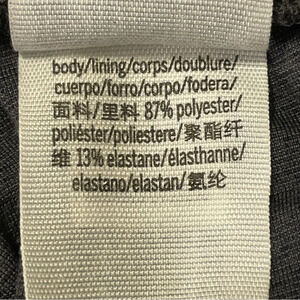 body/lining/corps/doublure/
cuerpo/forro/corpo/fodera/
面料/里料 87% polyester/
poliéster/poliestere/聚酯纤
维 13% elastane/élasthanne/
elastano/elastan/氨纶